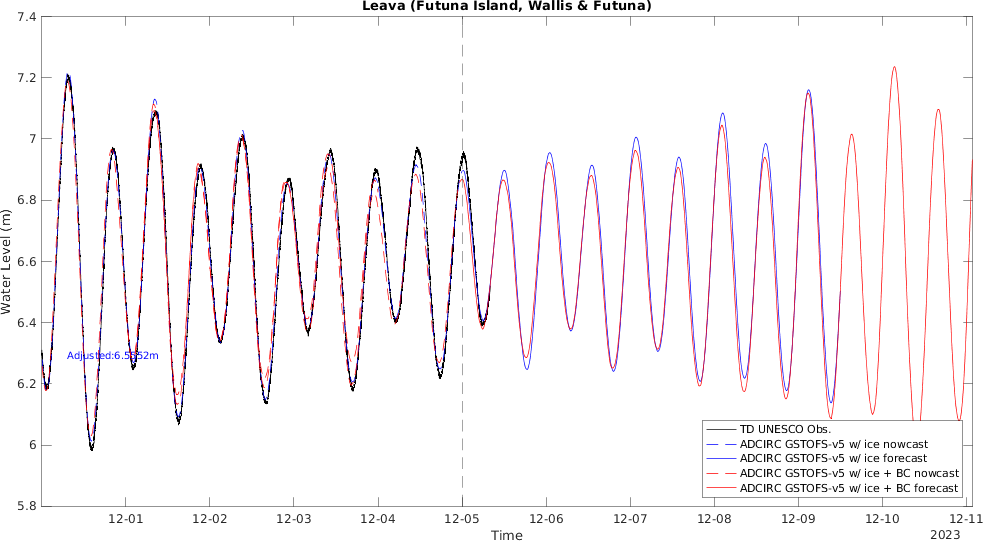 Leava (Futuna Island, Wallis & Futuna)
7.4
7.2
7
6.8
6.6
6.4
6.2
6
5.8
Water Level (m)
Adjusted:6.5552m
TD UNESCO Obs.
ADCIRC GSTOFS-v5 w/ ice nowcast
ADCIRC GSTOFS-v5 w/ ice forecast
ADCIRC GSTOFS-v5 w/ ice + BC nowcast
ADCIRC GSTOFS-v5 w/ ice + BC forecast
12-01 12-02 12-03 12-04 12-05 12-06 12-07 12-08 12-09 12-10 12-11
Time
2023